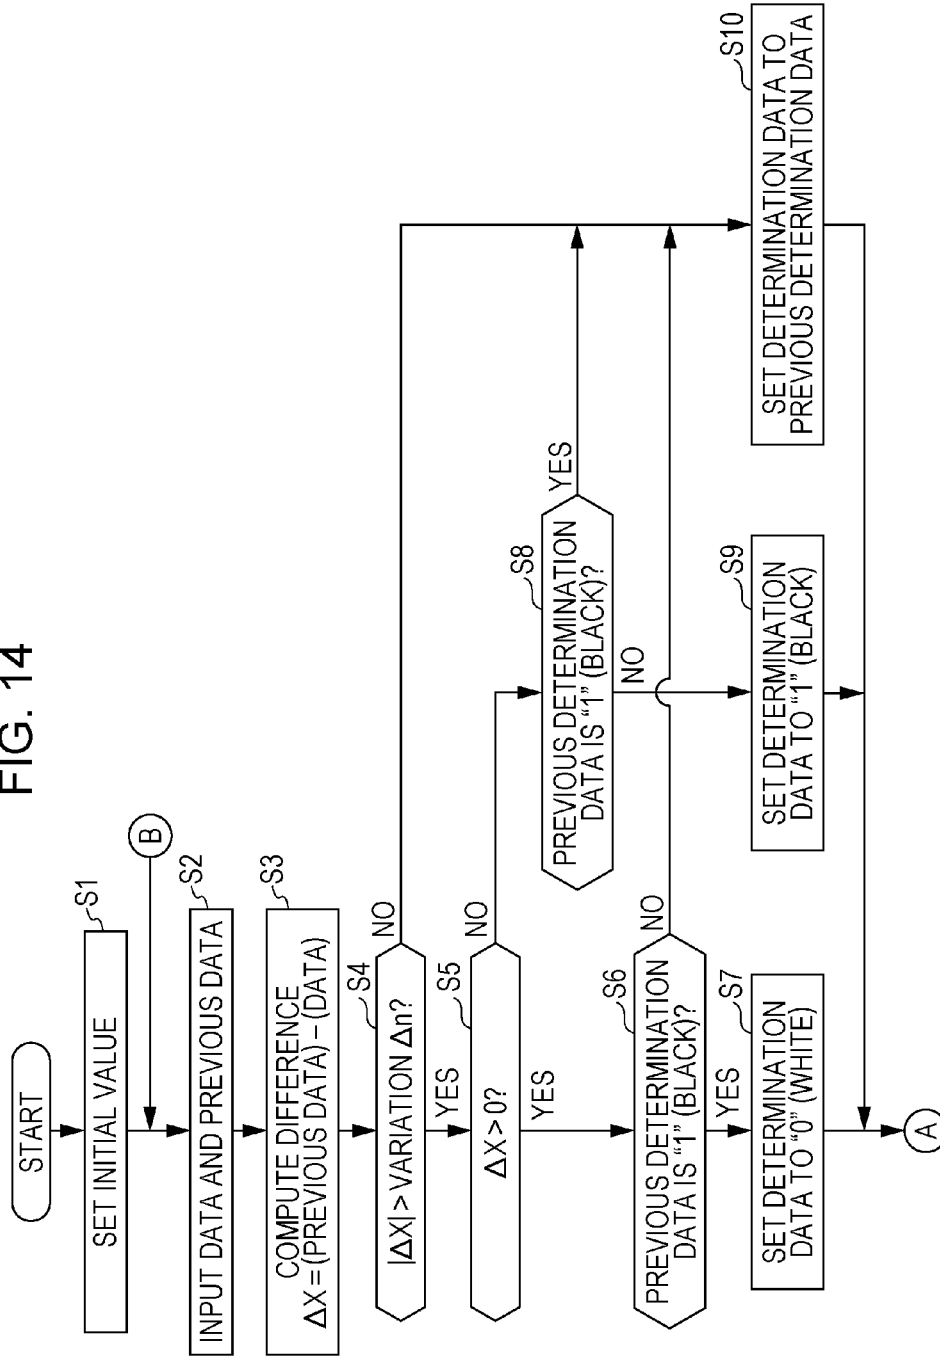 FIG. 14
START
SET INITIAL VALUE
S1
B
INPUT DATA AND PREVIOUS DATA
S2
COMPUTE DIFFERENCE
ΔX = (PREVIOUS DATA) – (DATA)
S3
|ΔX| > VARIATION Δn?
S4
NO
YES
ΔX > 0?
S5
NO
YES
PREVIOUS DETERMINATION
DATA IS “1” (BLACK)?
S8
YES
NO
PREVIOUS DETERMINATION
DATA IS “1” (BLACK)?
S6
NO
YES
SET DETERMINATION
DATA TO “0” (WHITE)
S7
SET DETERMINATION
DATA TO “1” (BLACK)
S9
SET DETERMINATION DATA TO
PREVIOUS DETERMINATION DATA
S10
A